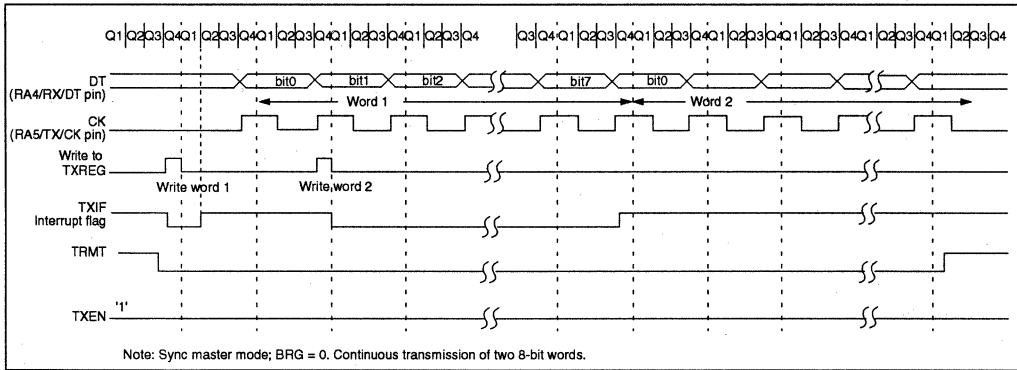 Q1 Q2 Q3 Q4 Q1 Q2 Q3 Q4 Q1 Q2 Q3 Q4 Q1 Q2 Q3 Q4 Q1 Q2 Q3 Q4 Q3 Q4 Q1 Q2 Q3 Q4 Q1 Q2 Q3 Q4 Q1 Q2 Q3 Q4 Q1 Q2 Q3 Q4 Q1 Q2 Q3 Q4 Q1 Q2 Q3 Q4
DT bit0 bit1 bit2 bit7 bit0
(RA4/RX/DT pin)
Word 1 Word 2
CK
(RA5/TX/CK pin)
Write to
TXREG
Write word 1 Write word 2
TXIF
Interrupt flag
TRMT
'1'
TXEN
Note: Sync master mode; BRG = 0. Continuous transmission of two 8-bit words.